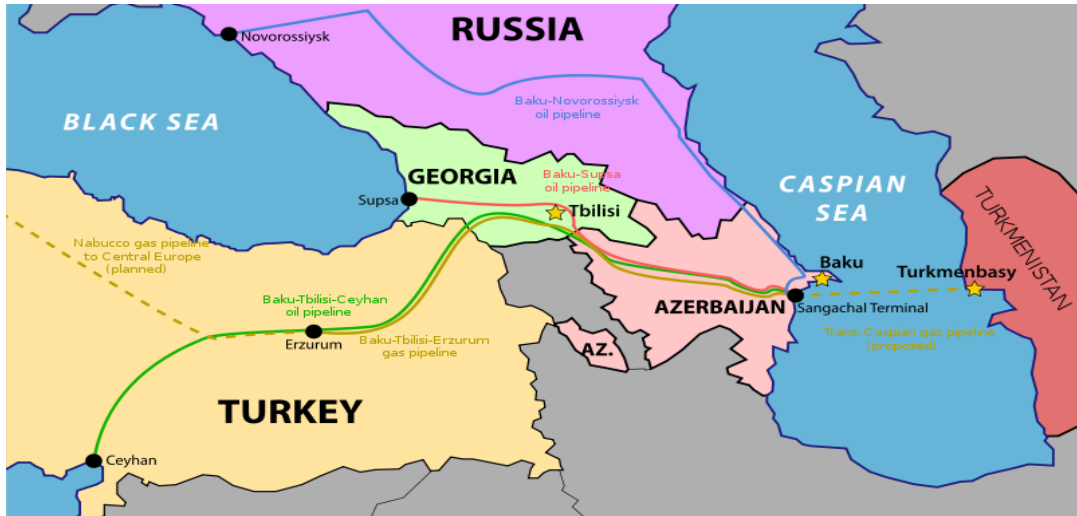 RUSSIA
Novorossiysk
Baku-Novorossiysk
oil pipeline
BLACK SEA
GEORGIA
Baku-Supsa
oil pipeline
CASPIAN
SEA
TURKMENISTAN
Supsa
Tbilisi
Nabucco gas pipeline
to Central Europe
(planned)
Baku
Turkmenbasy
Baku-Tbilisi-Ceyhan
oil pipeline
AZERBAIJAN
Sangachal Terminal
Erzurum
Baku-Tbilisi-Erzurum
gas pipeline
Trans-Caspian gas pipeline
(proposed)
AZ.
TURKEY
Ceyhan